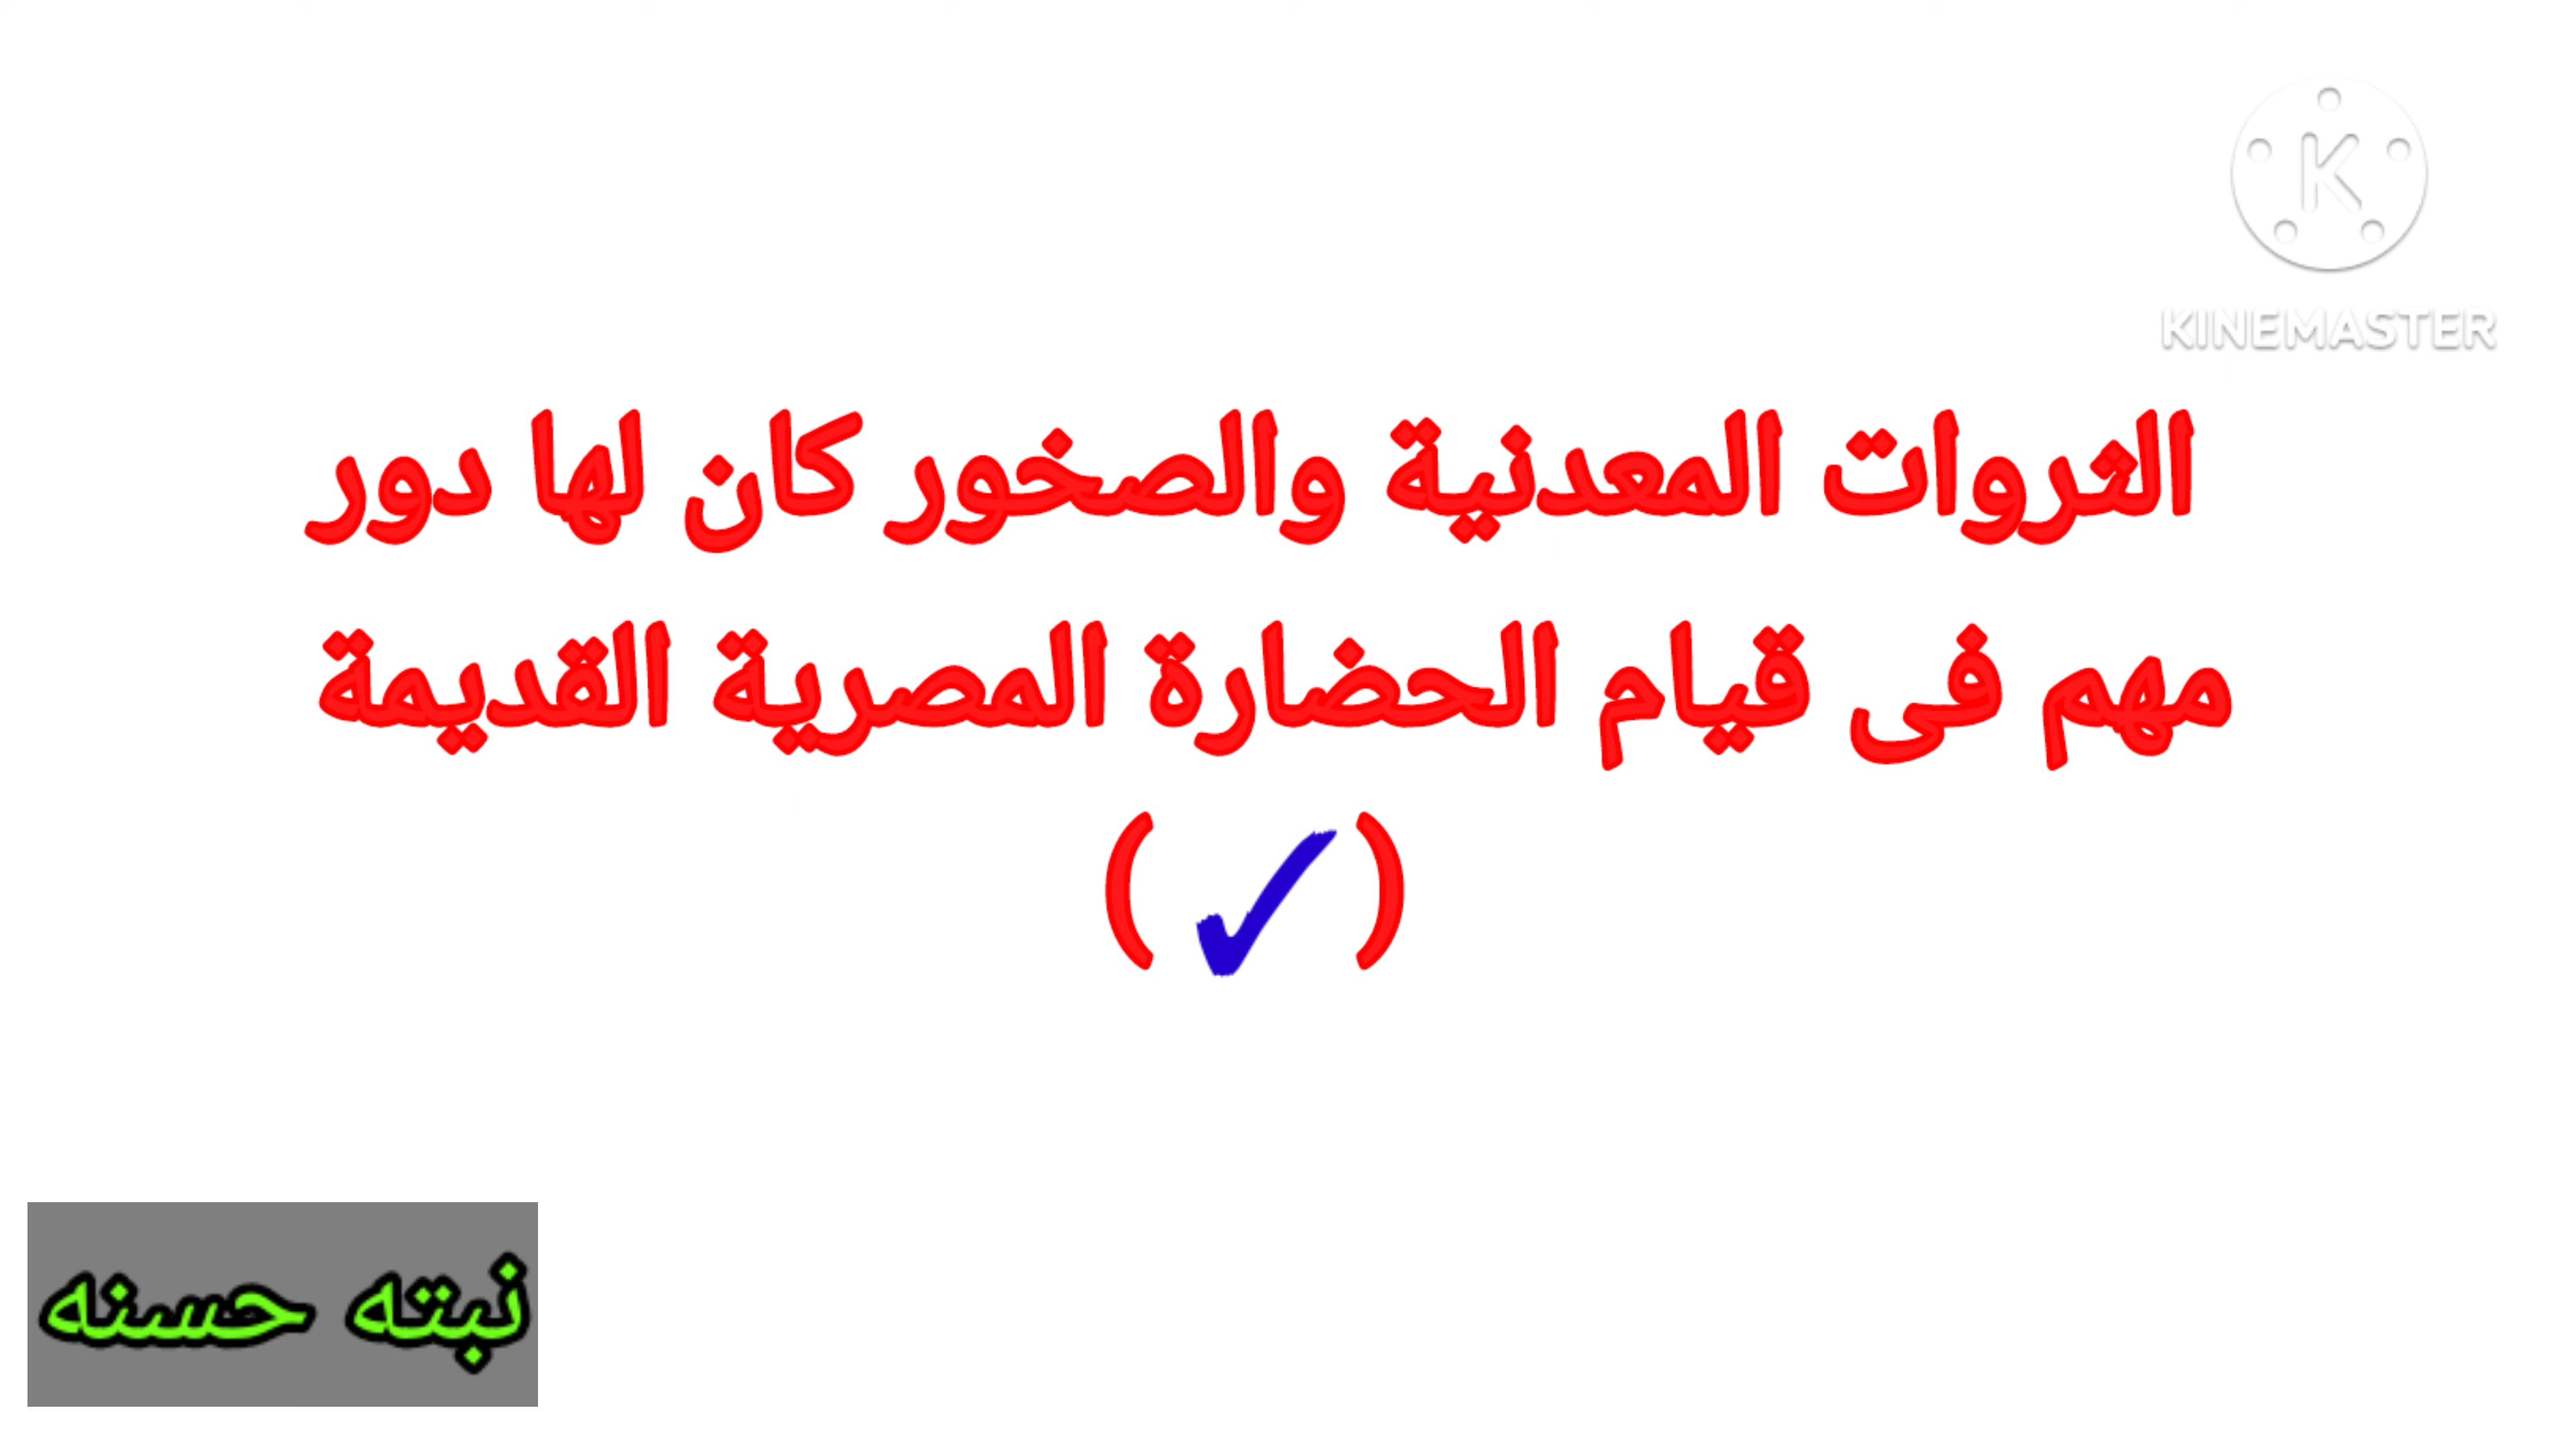 KINEMASTER
الثروات المعدنية والصخور كان لها دور
مهم فى قيام الحضارة المصرية القديمة
(✓)
نبته حسنه